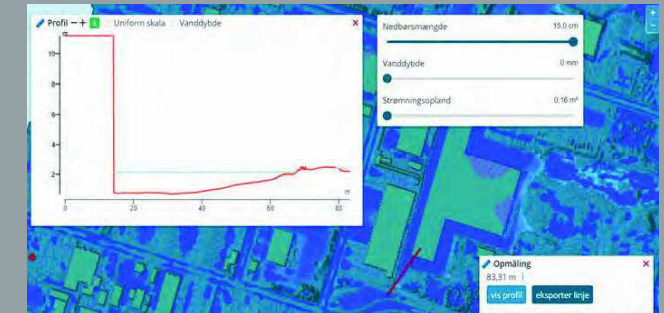 Profil − + Uniform skala Vanddybde ×
m
10
8
6
4
2
m
0 20 40 60 80
Nedbørsmængde 15.0 cm
Vanddybde 0 mm
Strømningsopland 0.16 m²
+
−
Opmåling ×
83,31 m
vis profil eksporter linje